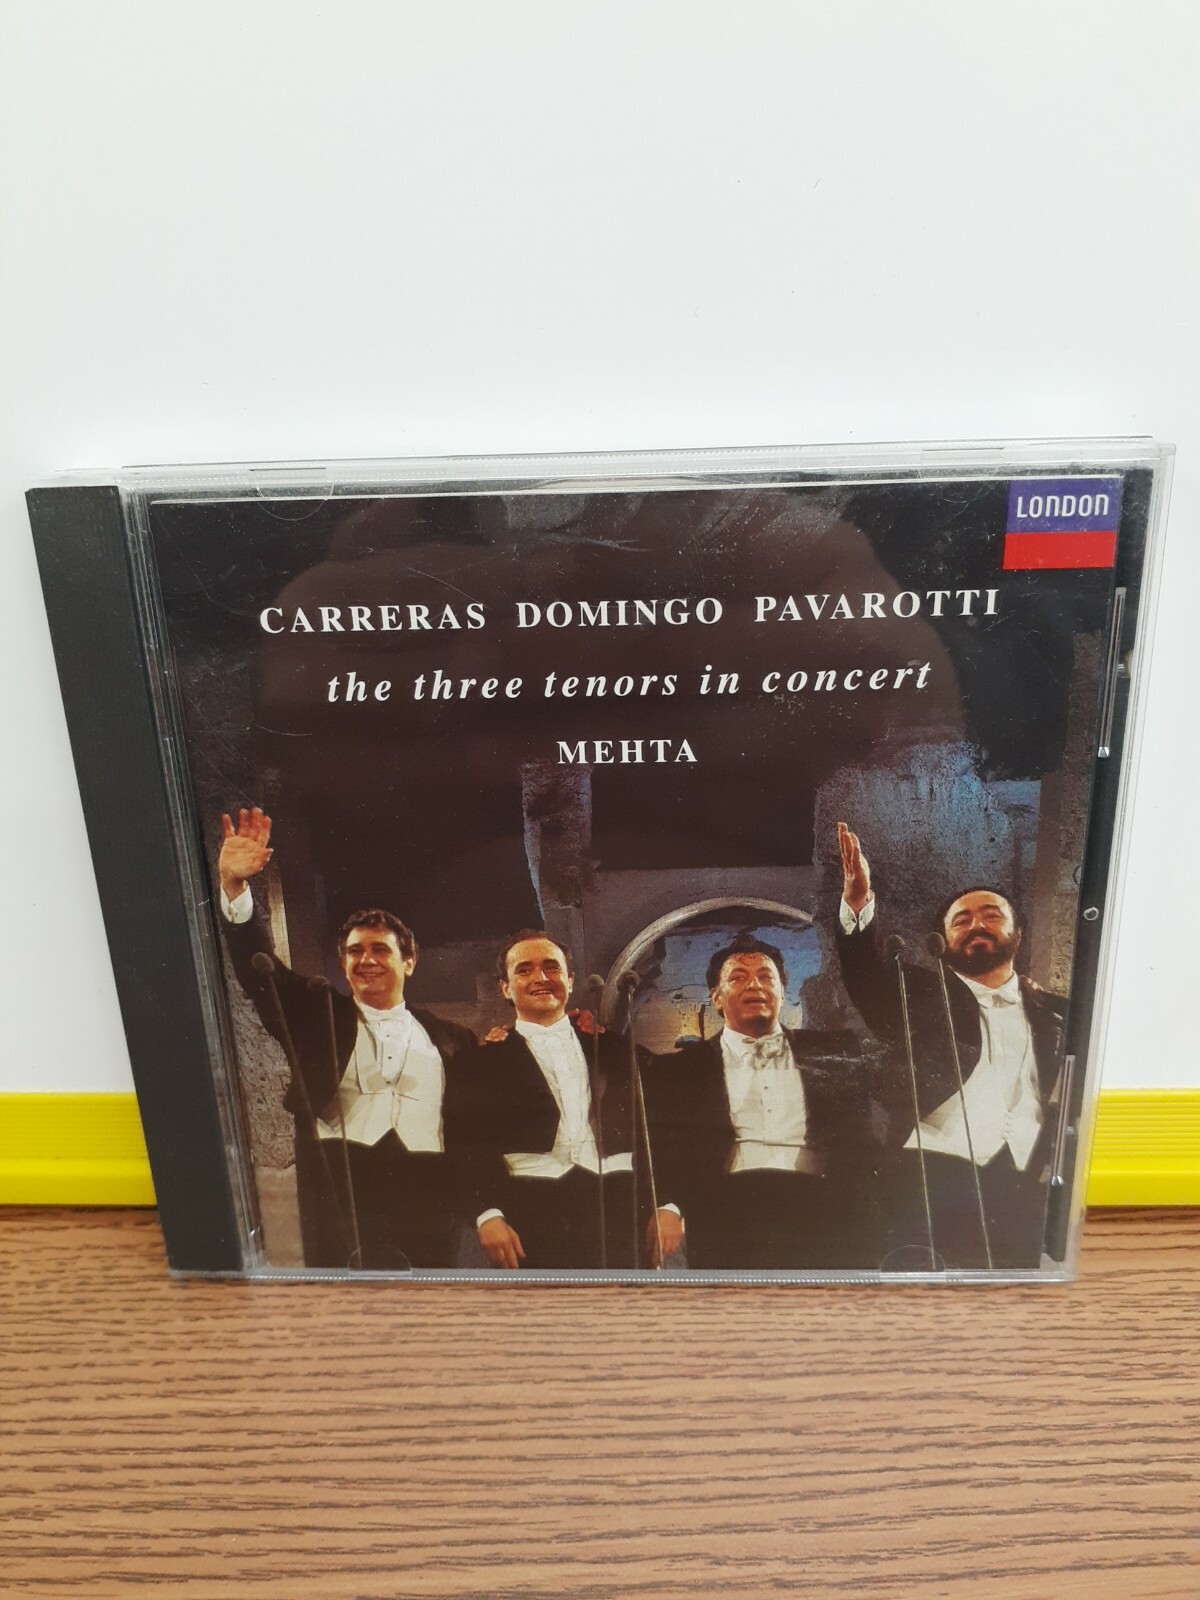 LONDON
CARRERAS DOMINGO PAVAROTTI
the three tenors in concert
MEHTA